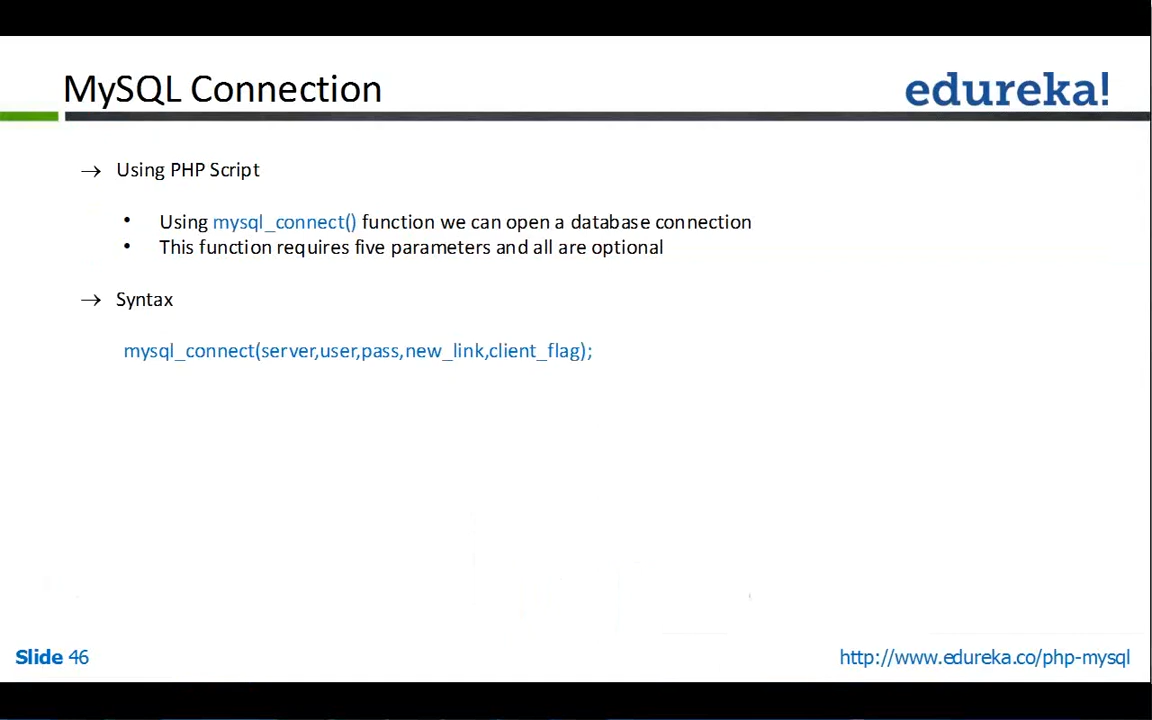 MySQL Connection
edureka!
→ Using PHP Script
• Using mysql_connect() function we can open a database connection
• This function requires five parameters and all are optional
→ Syntax
mysql_connect(server,user,pass,new_link,client_flag);
Slide 46
http://www.edureka.co/php-mysql